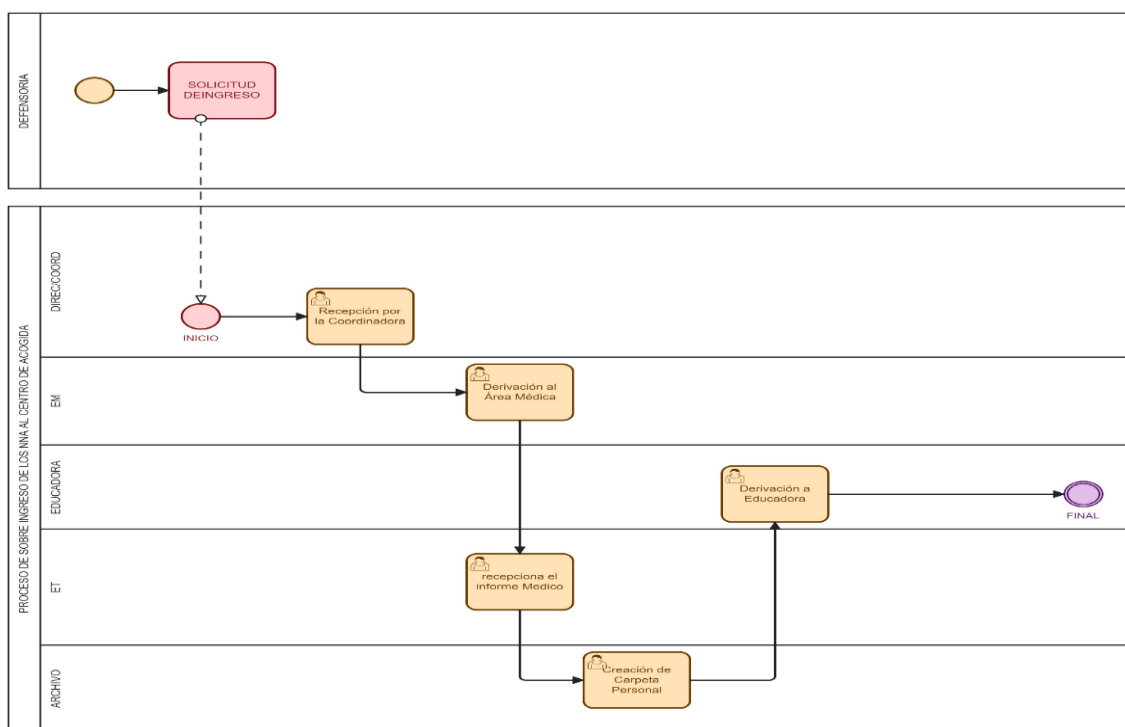 DEFENSORIA
SOLICITUD
DEINGRESO
PROCESO DE SOBRE INGRESO DE LOS NNA AL CENTRO DE ACOGIDA
DIREC/COORD
INICIO
Recepción por
la Coordinadora
EM
Derivación al
Área Médica
EDUCADORA
Derivación a
Educadora
FINAL
ET
recepciona el
informe Medico
ARCHIVO
Creación de
Carpeta
Personal